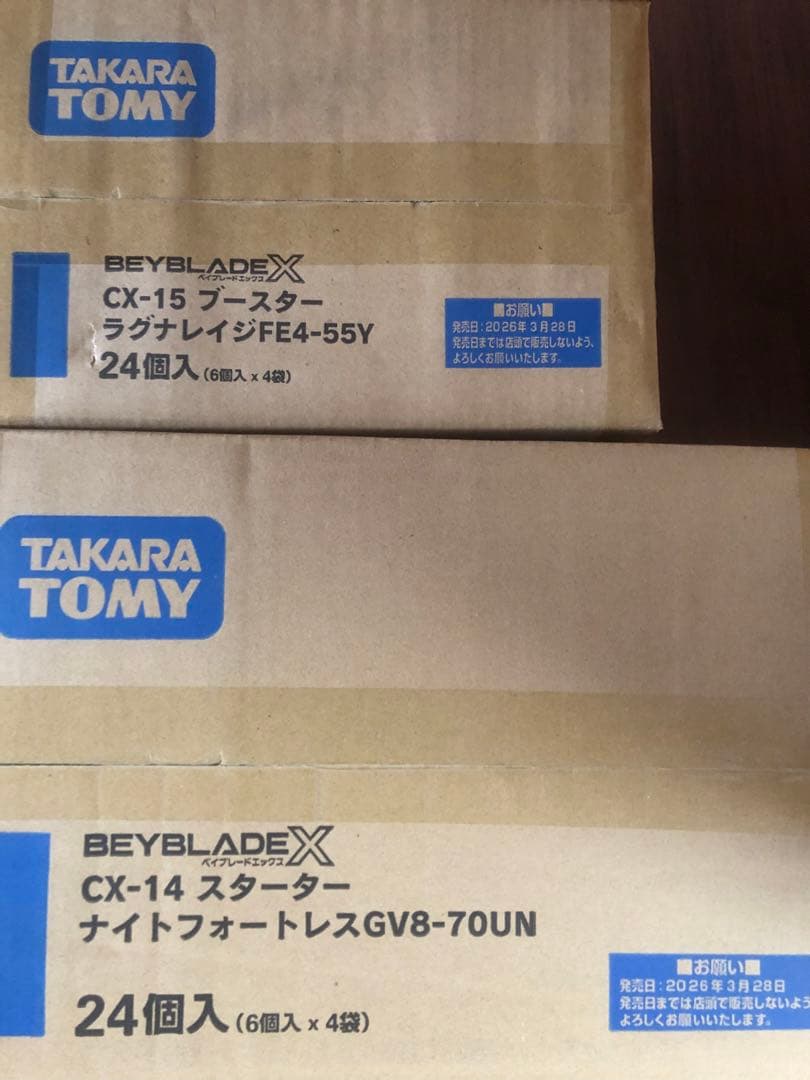 TAKARA
TOMY
BEYBLADE X
ベイブレードエックス
CX-15 ブースター
ラグナレイジFE4-55Y
24個入(6個入 x 4袋)
■お願い■
発売日:2026年3月28日
発売日までは店頭で販売しないよう、
よろしくお願いいたします。
TAKARA
TOMY
BEYBLADE X
ベイブレードエックス
CX-14 スターター
ナイトフォートレスGV8-70UN
24個入(6個入 x 4袋)
■お願い■
発売日:2026年3月28日
発売日までは店頭で販売しないよう
よろしくお願いいたします。